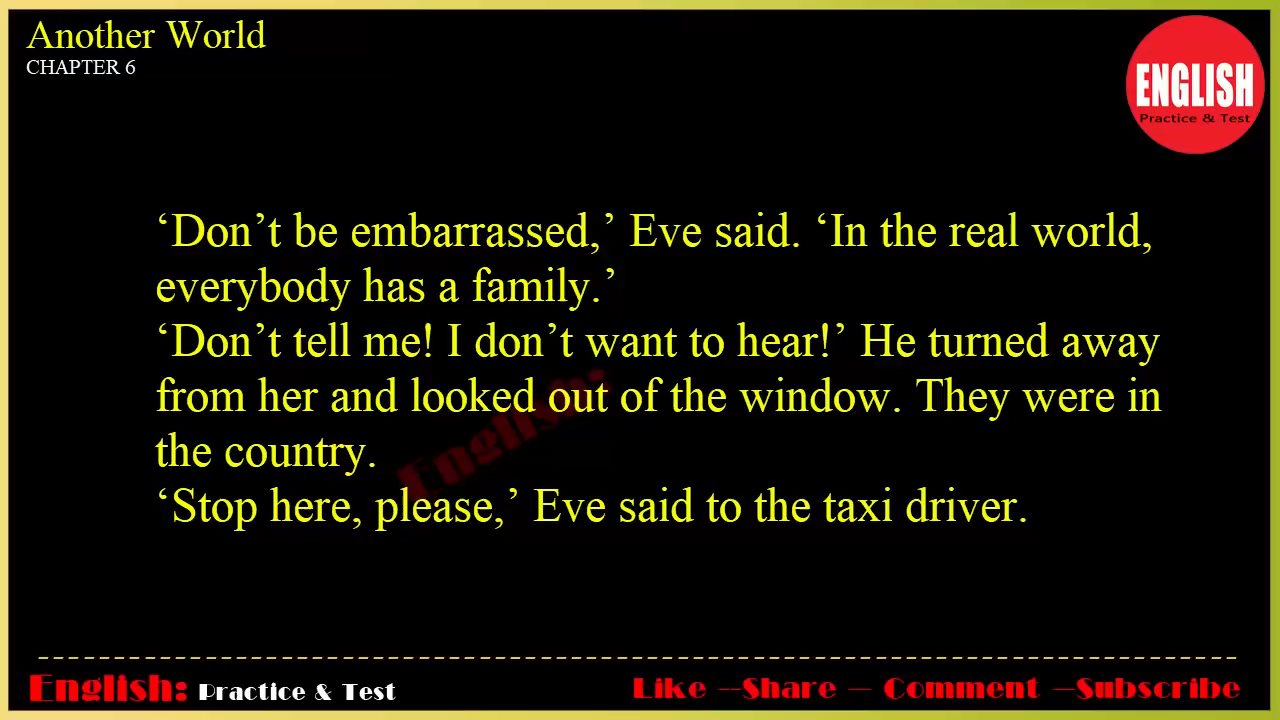 Another World
CHAPTER 6
ENGLISH
Practice & Test
‘Don’t be embarrassed,’ Eve said. ‘In the real world,
everybody has a family.’
‘Don’t tell me! I don’t want to hear!’ He turned away
from her and looked out of the window. They were in
the country.
‘Stop here, please,’ Eve said to the taxi driver.
English:
English: Practice & Test
Like —Share — Comment —Subscribe